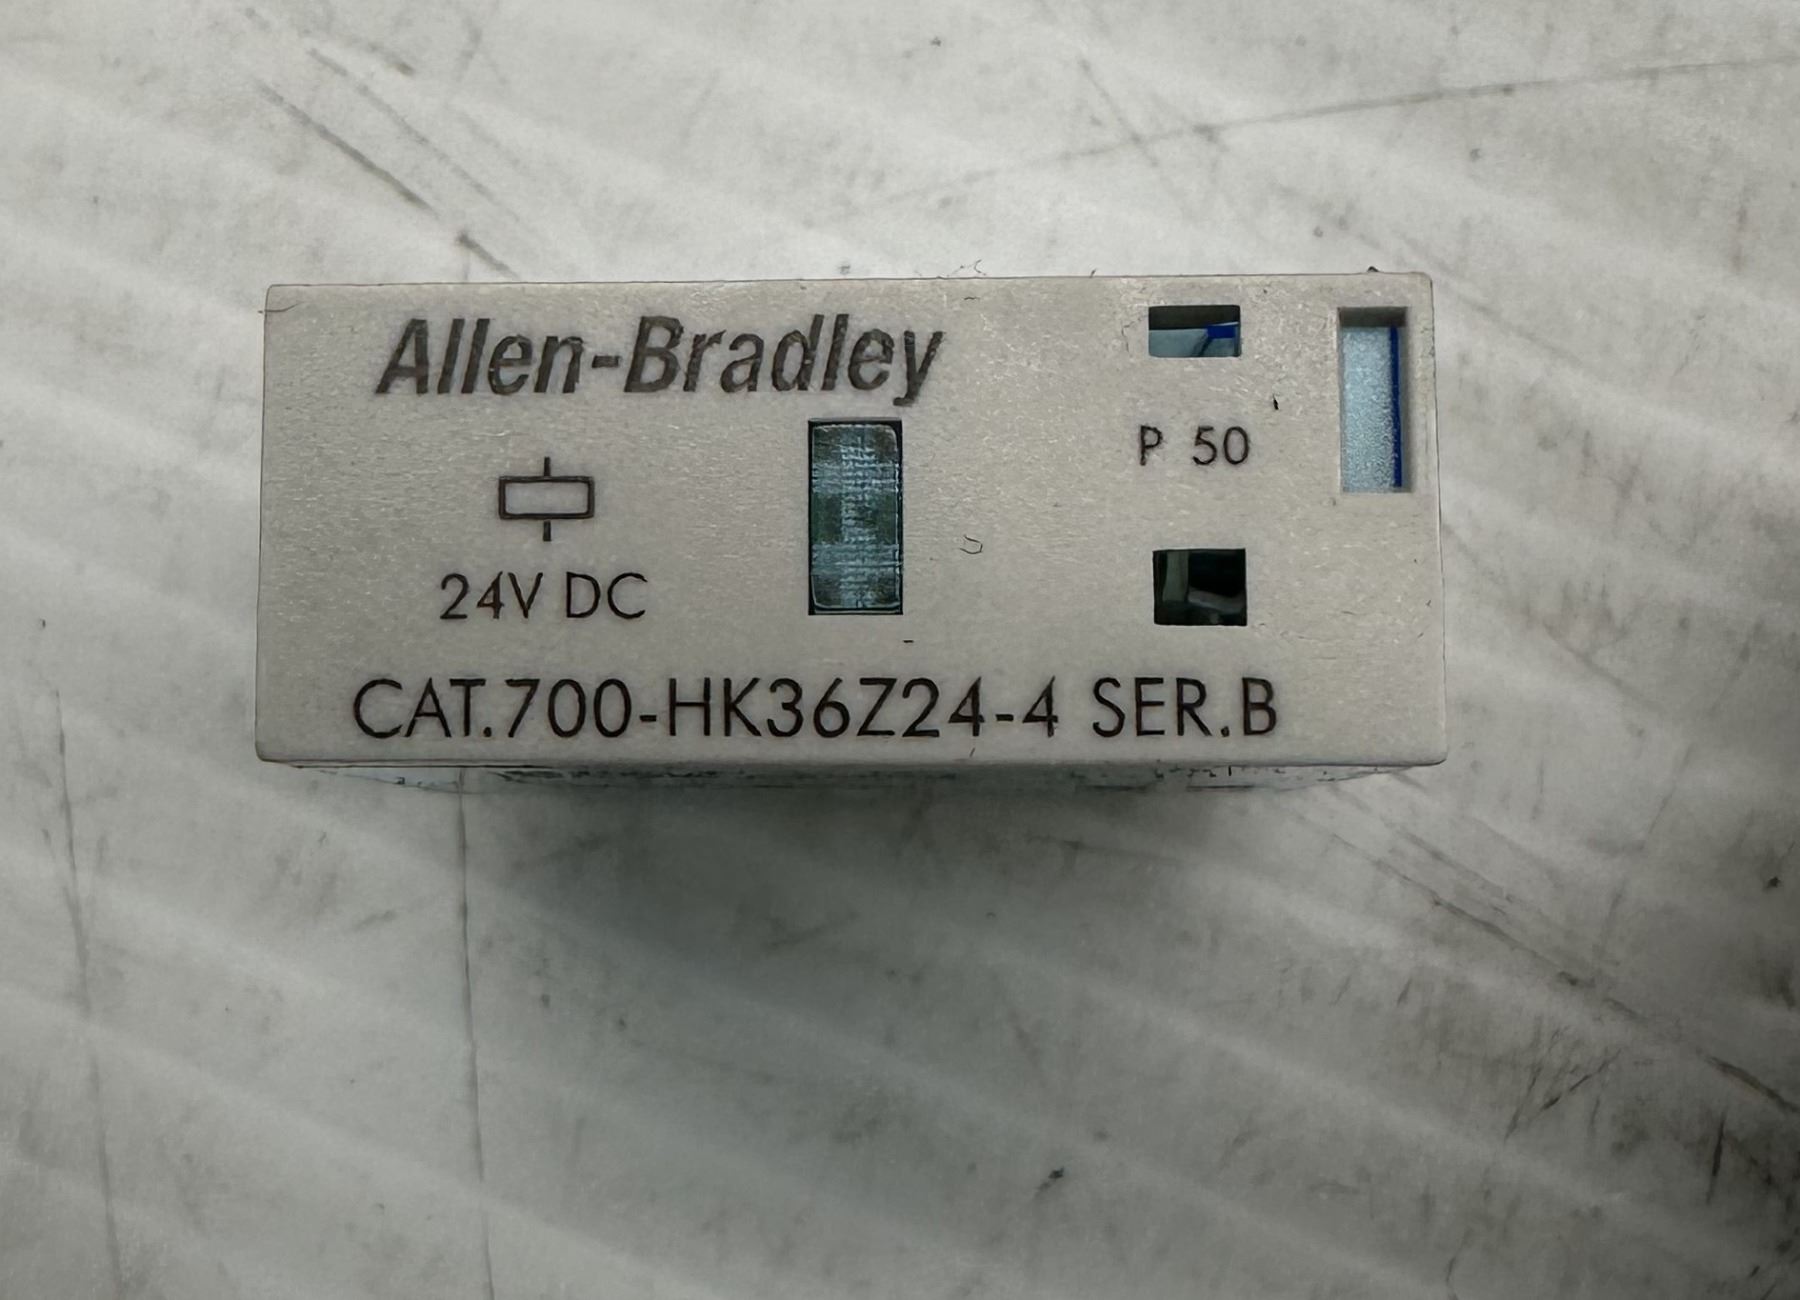 Allen-Bradley
P 50
24V DC
CAT.700-HK36Z24-4 SER.B